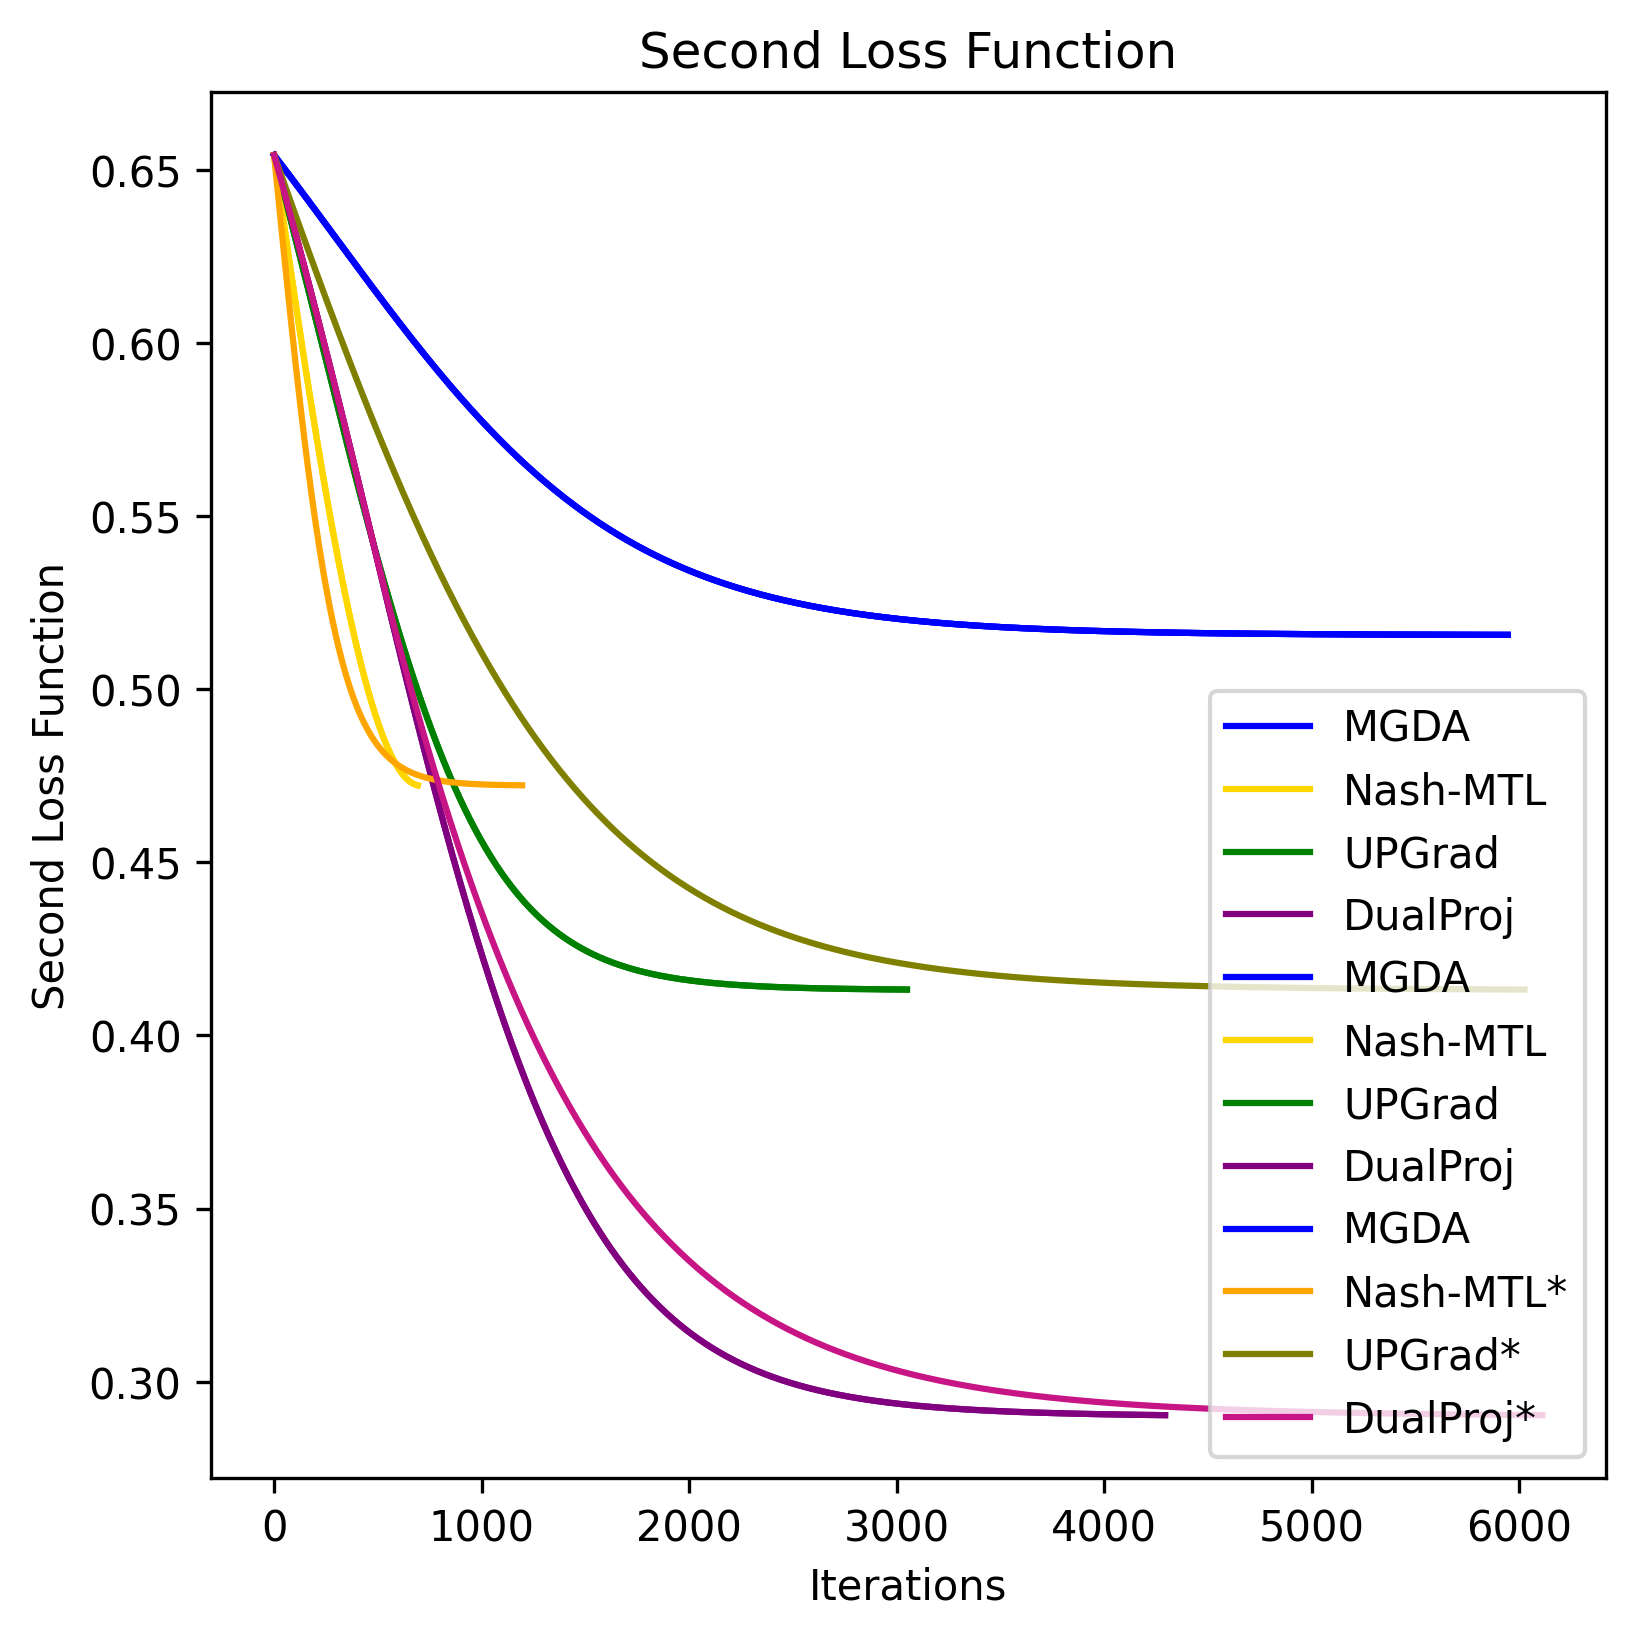 Second Loss Function
Second Loss Function
0.65
0.60
0.55
0.50
0.45
0.40
0.35
0.30
MGDA
Nash-MTL
UPGrad
DualProj
MGDA
Nash-MTL
UPGrad
DualProj
MGDA
Nash-MTL*
UPGrad*
DualProj*
0 1000 2000 3000 4000 5000 6000
Iterations